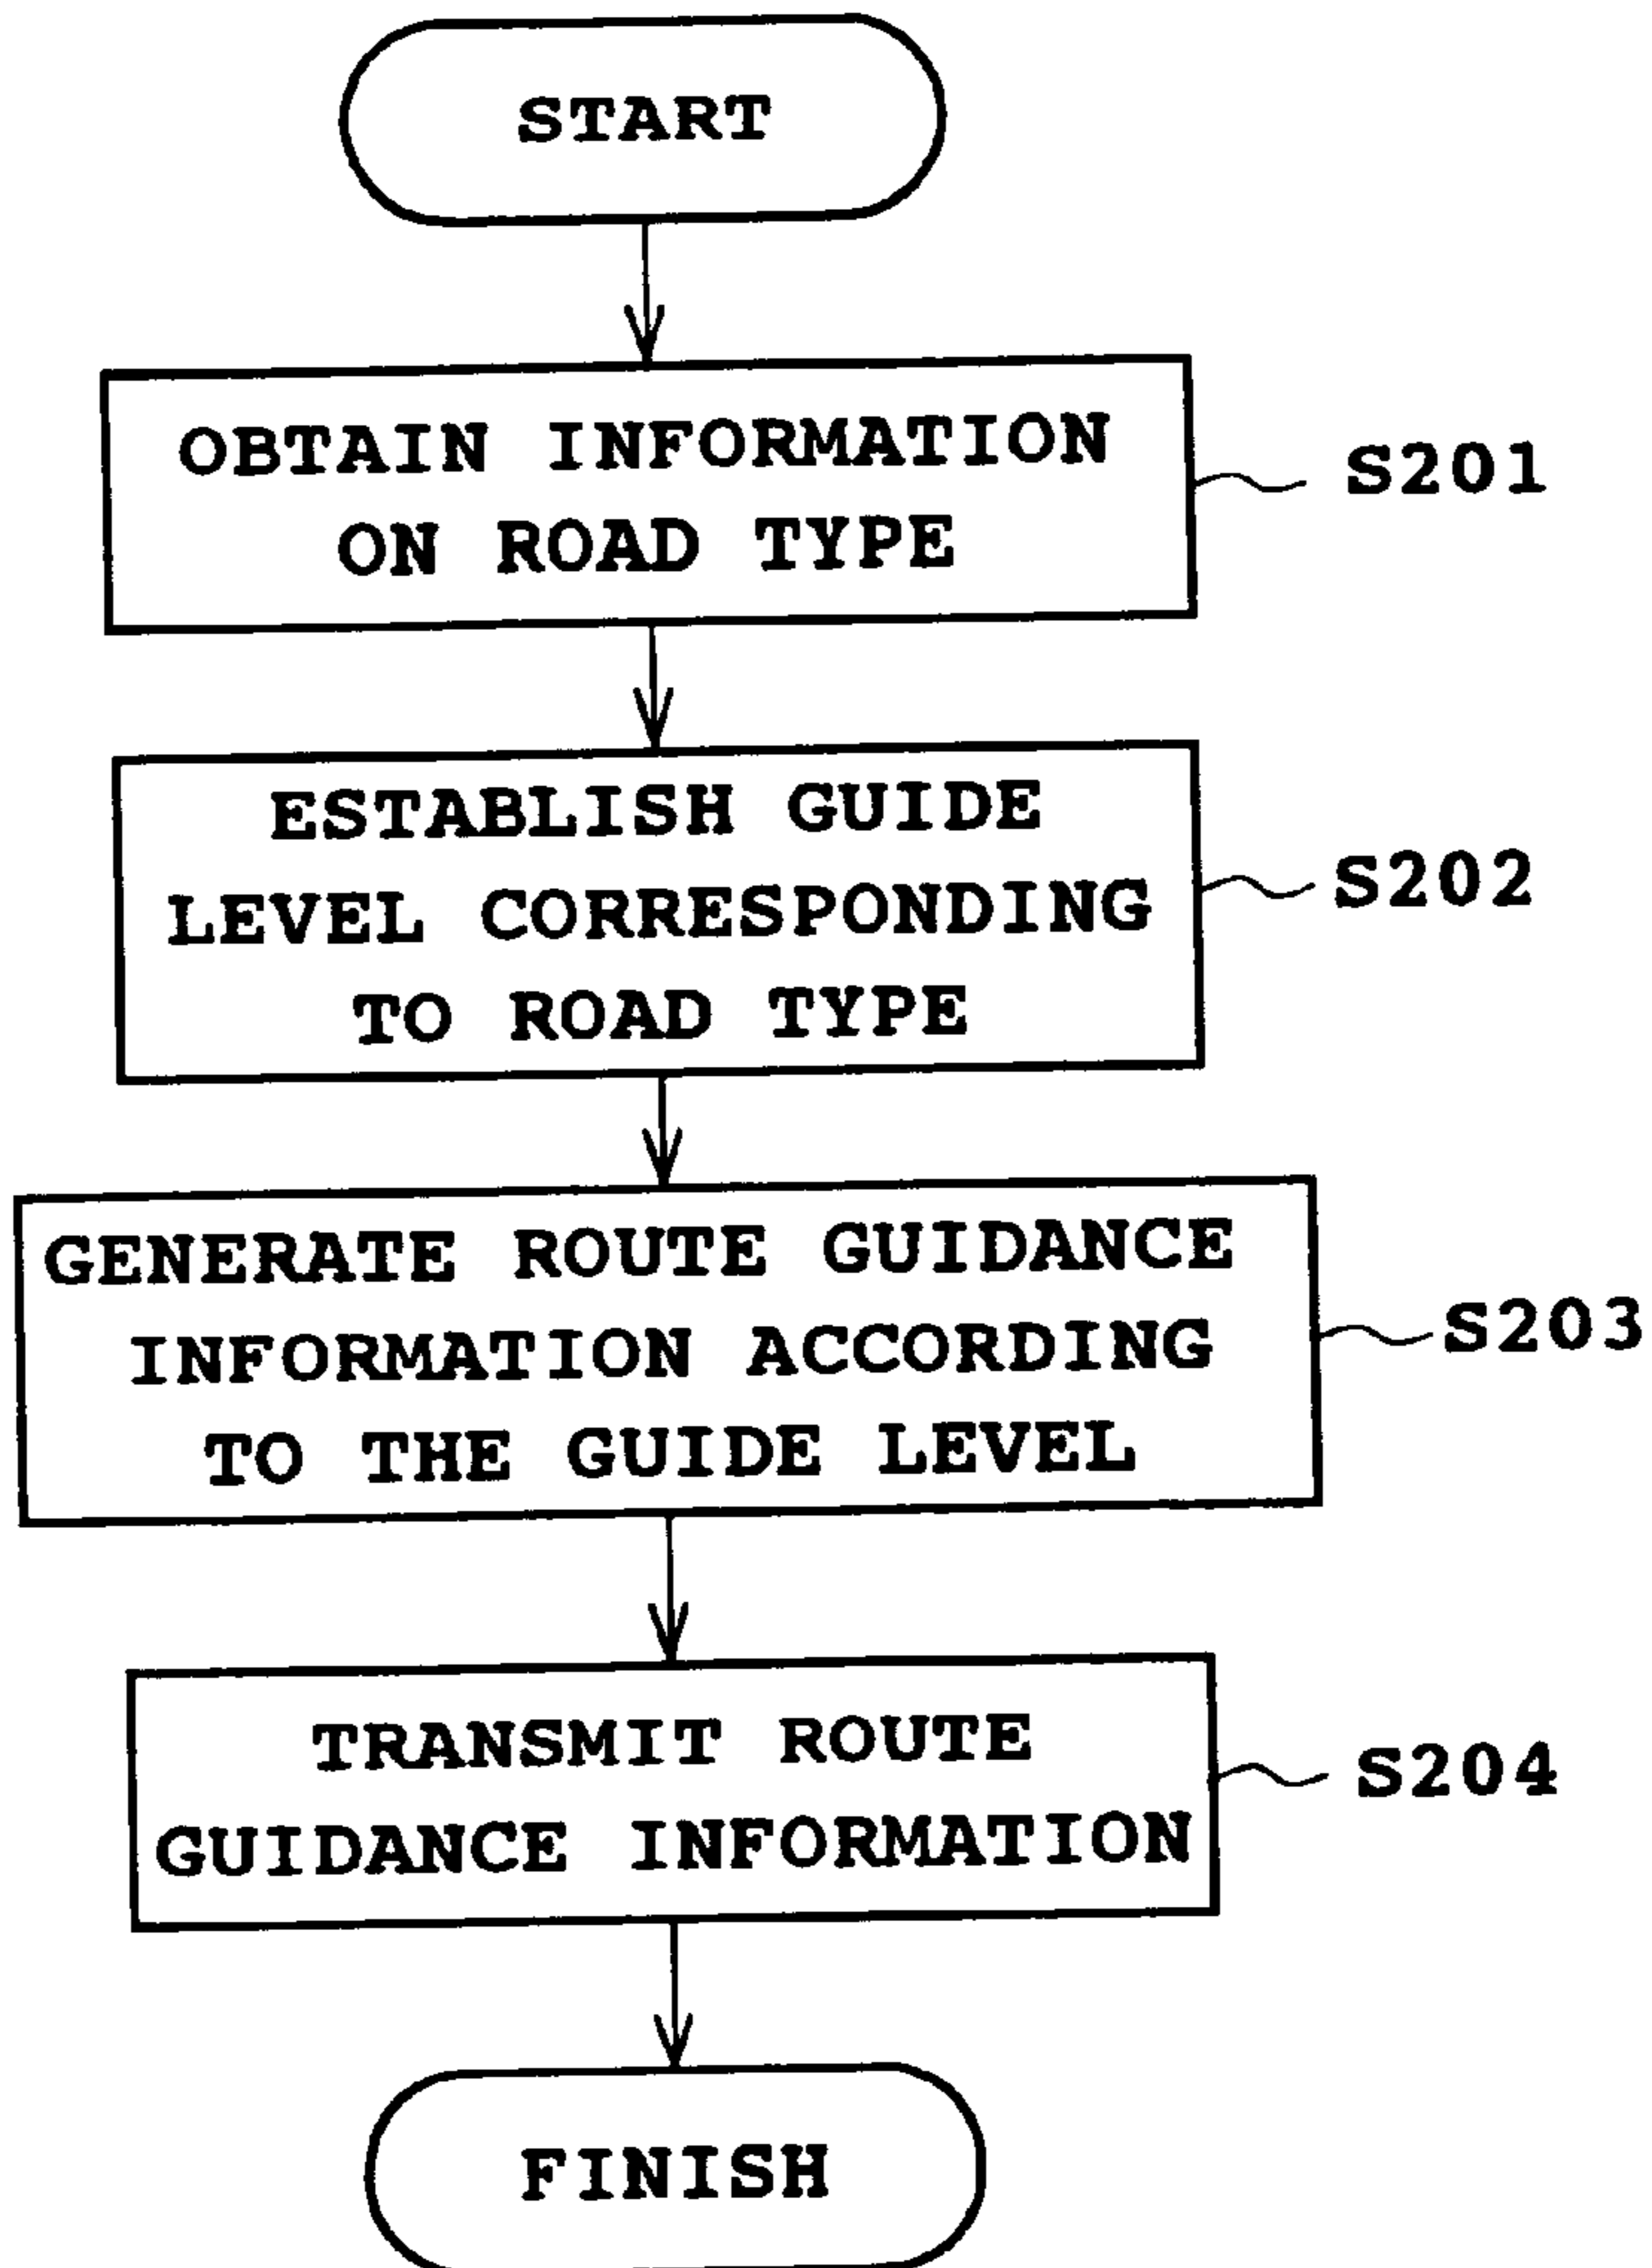 START
OBTAIN INFORMATION
ON ROAD TYPE
S201
ESTABLISH GUIDE
LEVEL CORRESPONDING
TO ROAD TYPE
S202
GENERATE ROUTE GUIDANCE
INFORMATION ACCORDING
TO THE GUIDE LEVEL
S203
TRANSMIT ROUTE
GUIDANCE INFORMATION
S204
FINISH